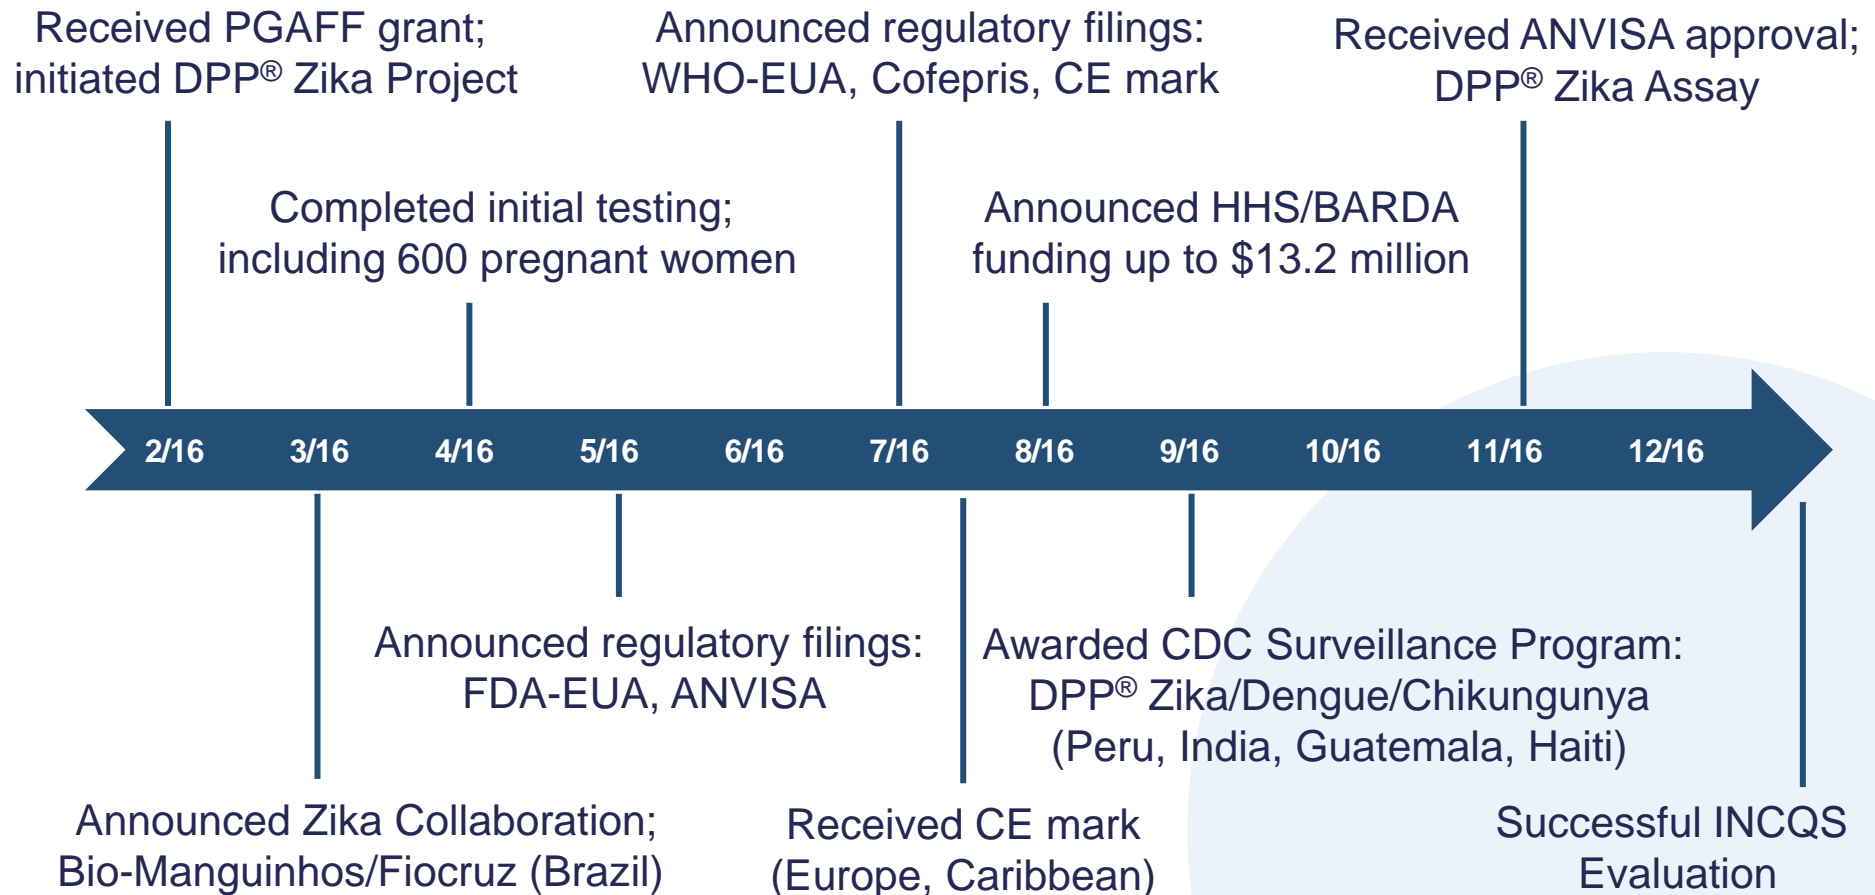 Received PGAFF grant;
initiated DPP® Zika Project
Announced regulatory filings:
WHO-EUA, Cofepris, CE mark
Received ANVISA approval;
DPP® Zika Assay
Completed initial testing;
including 600 pregnant women
Announced HHS/BARDA
funding up to $13.2 million
2/16 3/16 4/16 5/16 6/16 7/16 8/16 9/16 10/16 11/16 12/16
Announced regulatory filings:
FDA-EUA, ANVISA
Awarded CDC Surveillance Program:
DPP® Zika/Dengue/Chikungunya
(Peru, India, Guatemala, Haiti)
Announced Zika Collaboration;
Bio-Manguinhos/Fiocruz (Brazil)
Received CE mark
(Europe, Caribbean)
Successful INCQS
Evaluation